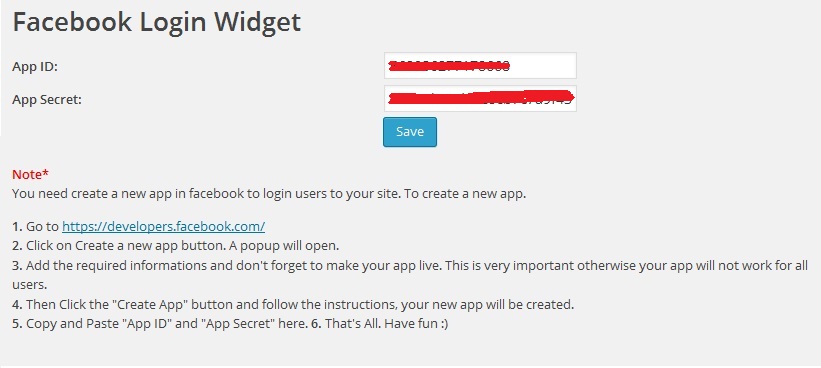 Facebook Login Widget
App ID:
App Secret:
Save
Note*
You need create a new app in facebook to login users to your site. To create a new app.
1. Go to https://developers.facebook.com/
2. Click on Create a new app button. A popup will open.
3. Add the required informations and don't forget to make your app live. This is very important otherwise your app will not work for all
users.
4. Then Click the "Create App" button and follow the instructions, your new app will be created.
5. Copy and Paste "App ID" and "App Secret" here. 6. That's All. Have fun :)